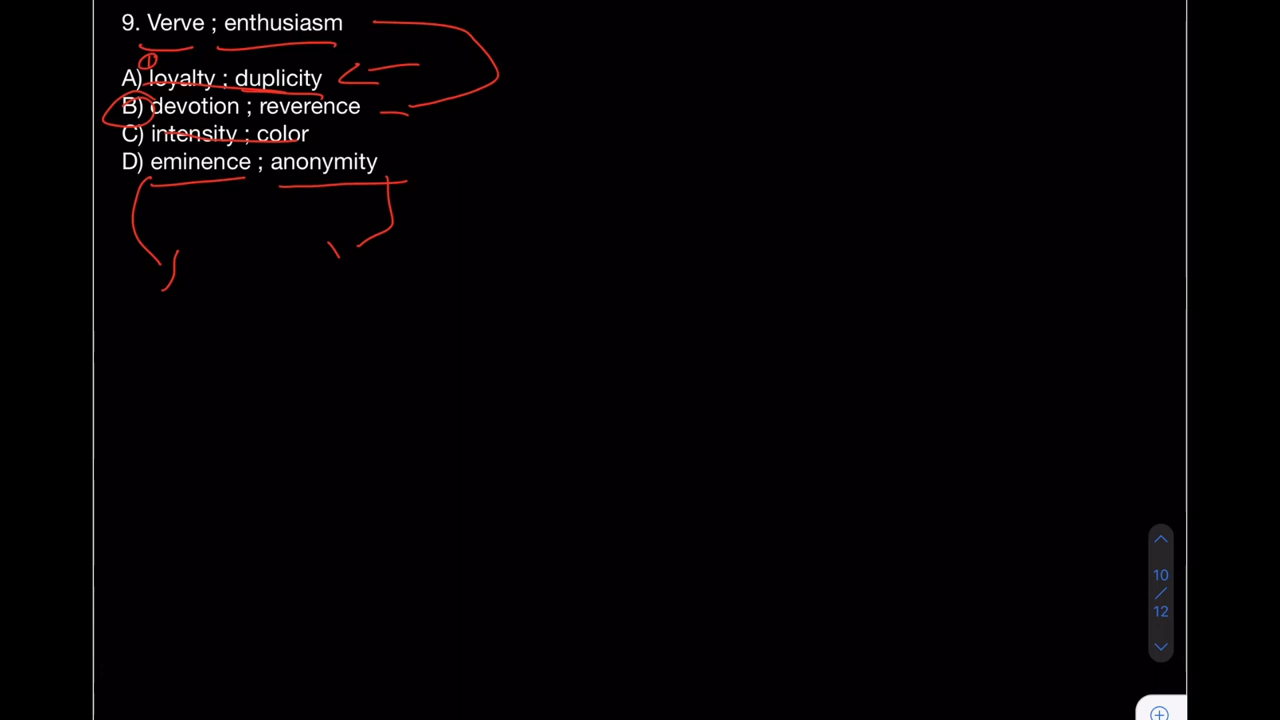 9. Verve ; enthusiasm
A) loyalty ; duplicity
B) devotion ; reverence
C) intensity ; color
D) eminence ; anonymity
10
/
12